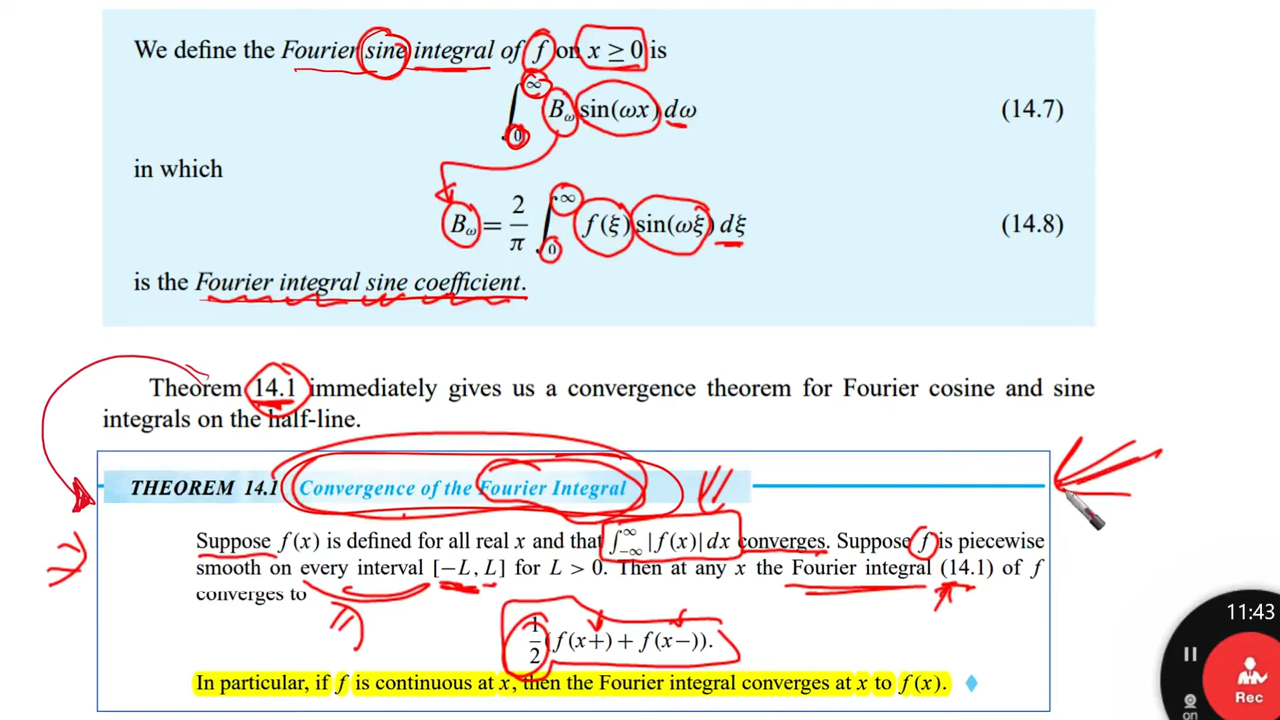 We define the Fourier sine integral of f on x ≥ 0 is
∫₀^∞ B_ω sin(ωx) dω (14.7)
in which
B_ω = 2/π ∫₀^∞ f(ξ) sin(ωξ) dξ (14.8)
is the Fourier integral sine coefficient.
Theorem 14.1 immediately gives us a convergence theorem for Fourier cosine and sine
integrals on the half-line.
THEOREM 14.1 Convergence of the Fourier Integral
Suppose f(x) is defined for all real x and that ∫_{-∞}^{∞} |f(x)| dx converges. Suppose f is piecewise
smooth on every interval [−L, L] for L > 0. Then at any x the Fourier integral (14.1) of f
converges to
1/2 (f(x+) + f(x−)).
In particular, if f is continuous at x, then the Fourier integral converges at x to f(x).
11:43
Rec
on